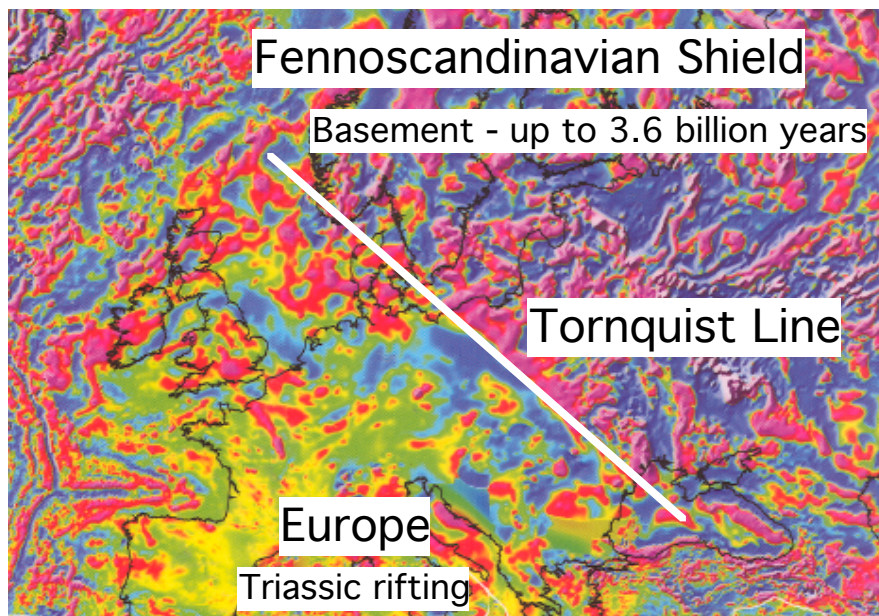 Fennoscandinavian Shield
Basement - up to 3.6 billion years
Tornquist Line
Europe
Triassic rifting